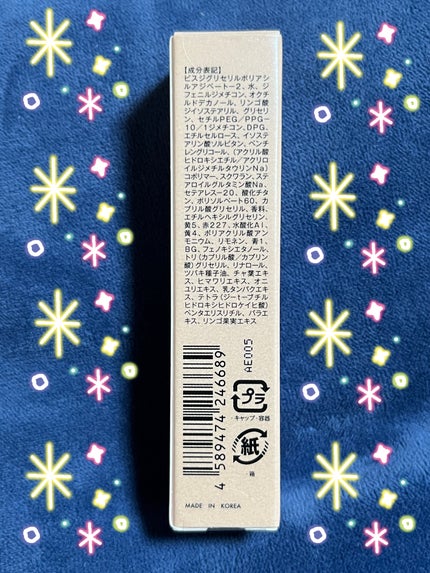 【成分表記】
ビスジグリセリルポリアシ
ルアジペート-2、水、ジ
フェニルジメチコン、オクチ
ルドデカノール、リンゴ酸
ジイソステアリル、グリセリ
ン、セチルPEG/PPG-
10/1ジメチコン、DPG、
エチルセルロース、イソステ
アリン酸ソルビタン、ペンチ
レングリコール、(アクリル酸
ヒドロキシエチル/アクリロ
イルジメチルタウリンNa)
コポリマー、スクワラン、ステ
アロイルグルタミン酸Na、
セテアレス-20、酸化チタ
ン、ポリソルベート60、カ
プリル酸グリセリル、香料、
エチルヘキシルグリセリン、
黄5、赤227、水酸化Al、
黄4、ポリアクリル酸アン
モニウム、リモネン、青1、
BG、フェノキシエタノール、
トリ(カプリル酸/カプリン
酸)グリセリル、リナロール、
ツバキ種子油、チャ葉エキ
ス、ヒマワリエキス、オニ
ユリエキス、乳タンパクエキ
ス、テトラ(ジーt-ブチル
ヒドロキシヒドロケイヒ酸)
ペンタエリスリチル、バラエ
キス、リンゴ果実エキス
4 589474 246689
AE005
プラ
・キャップ・容器
紙
・箱
MADE IN KOREA